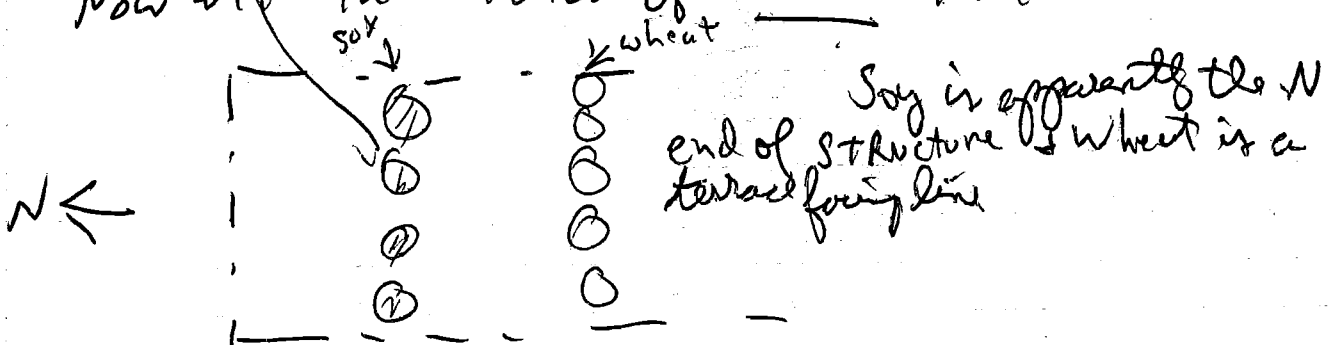 soy
wheat
Soy is apparently the N
end of structure & wheat is a
terrace facing line
N